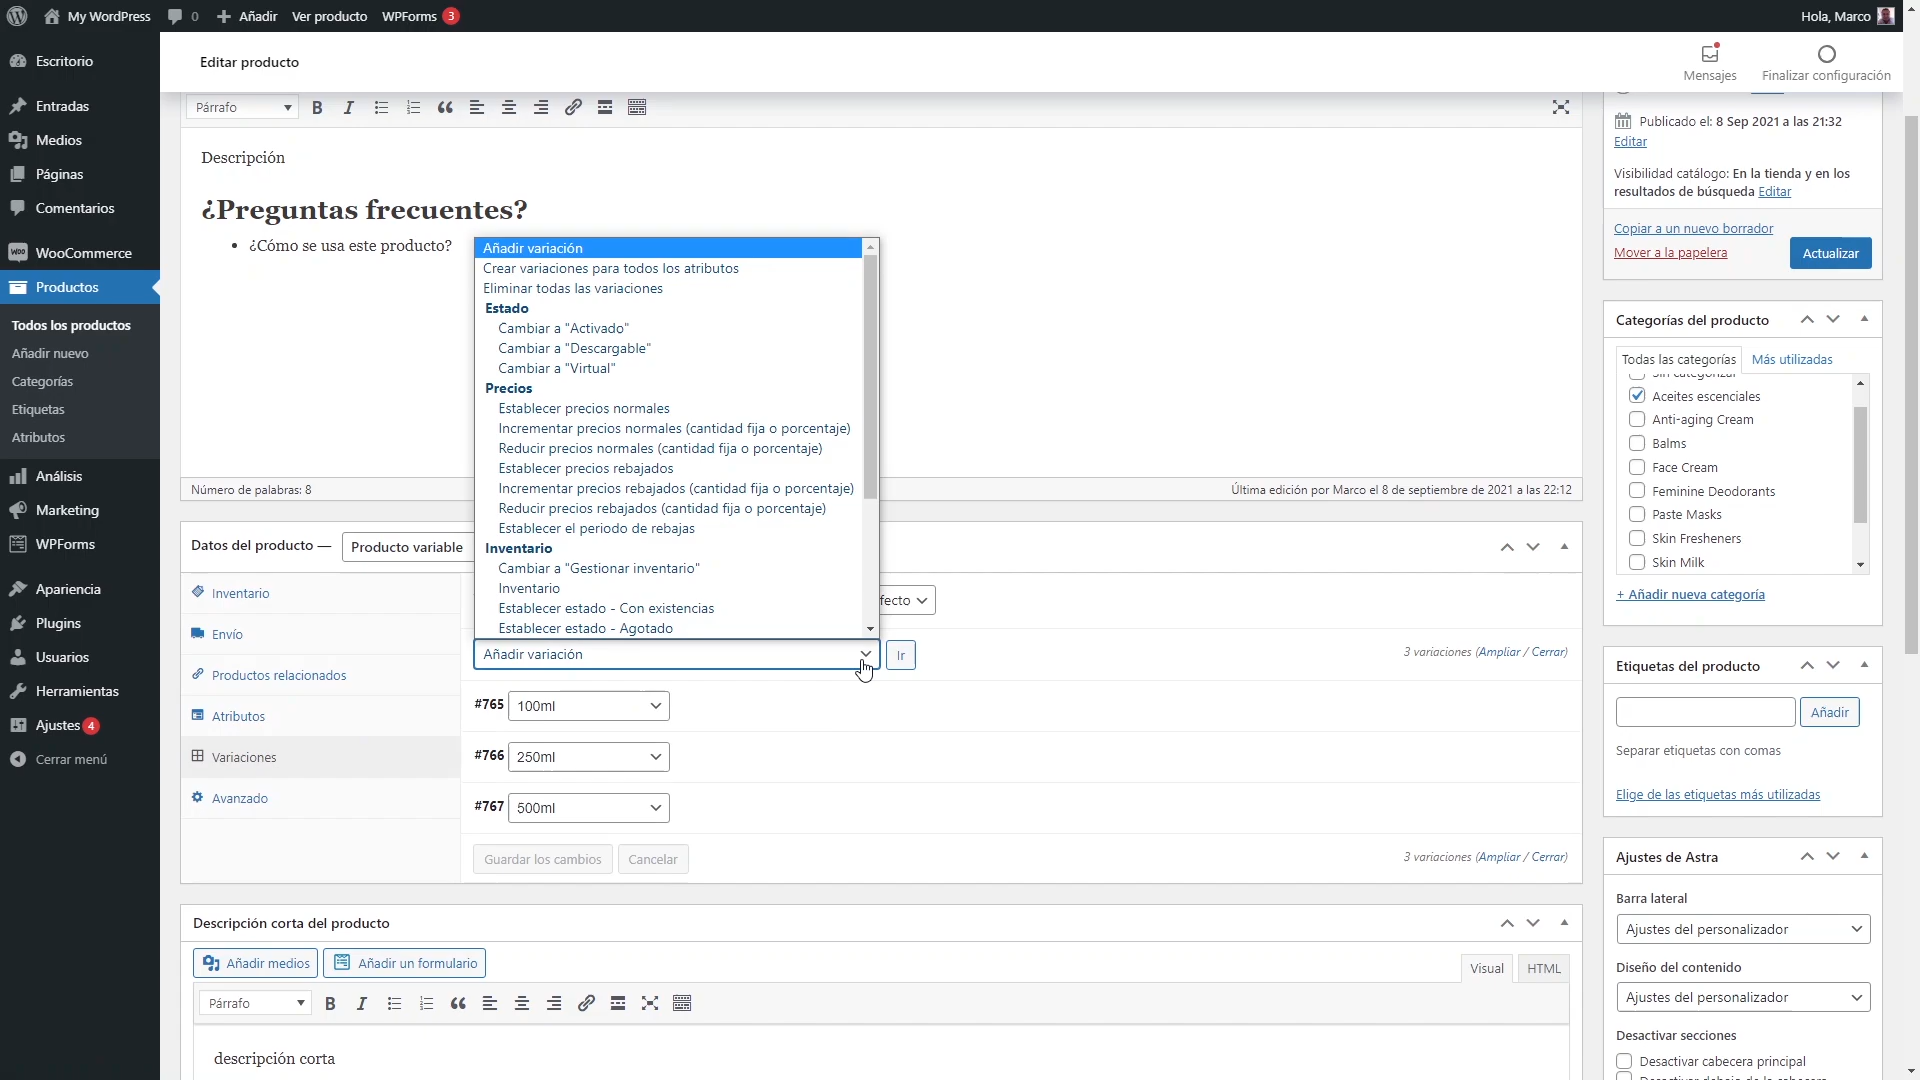 My WordPress 0 Añadir Ver producto WPForms 3
Hola, Marco
Escritorio
Entradas
Medios
Páginas
Comentarios
WooCommerce
Productos
Todos los productos
Añadir nuevo
Categorías
Etiquetas
Atributos
Análisis
Marketing
WPForms
Apariencia
Plugins
Usuarios
Herramientas
Ajustes 4
Cerrar menú
Editar producto
Mensajes
Finalizar configuración
Párrafo
Descripción
¿Preguntas frecuentes?
¿Cómo se usa este producto?
Número de palabras: 8
Última edición por Marco el 8 de septiembre de 2021 a las 22:12
Añadir variación
Crear variaciones para todos los atributos
Eliminar todas las variaciones
Estado
Cambiar a "Activado"
Cambiar a "Descargable"
Cambiar a "Virtual"
Precios
Establecer precios normales
Incrementar precios normales (cantidad fija o porcentaje)
Reducir precios normales (cantidad fija o porcentaje)
Establecer precios rebajados
Incrementar precios rebajados (cantidad fija o porcentaje)
Reducir precios rebajados (cantidad fija o porcentaje)
Establecer el periodo de rebajas
Inventario
Cambiar a "Gestionar inventario"
Inventario
Establecer estado - Con existencias
Establecer estado - Agotado
Datos del producto — Producto variable
Inventario
Envío
Productos relacionados
Atributos
Variaciones
Avanzado
fecto
Añadir variación
Ir
3 variaciones (Ampliar / Cerrar)
#765 100ml
#766 250ml
#767 500ml
Guardar los cambios
Cancelar
3 variaciones (Ampliar / Cerrar)
Descripción corta del producto
Añadir medios
Añadir un formulario
Visual
HTML
Párrafo
descripción corta
Publicado el: 8 Sep 2021 a las 21:32
Editar
Visibilidad catálogo: En la tienda y en los
resultados de búsqueda Editar
Copiar a un nuevo borrador
Mover a la papelera
Actualizar
Categorías del producto
Todas las categorías
Más utilizadas
Sin categorizar
Aceites escenciales
Anti-aging Cream
Balms
Face Cream
Feminine Deodorants
Paste Masks
Skin Fresheners
Skin Milk
+ Añadir nueva categoría
Etiquetas del producto
Añadir
Separar etiquetas con comas
Elige de las etiquetas más utilizadas
Ajustes de Astra
Barra lateral
Ajustes del personalizador
Diseño del contenido
Ajustes del personalizador
Desactivar secciones
Desactivar cabecera principal